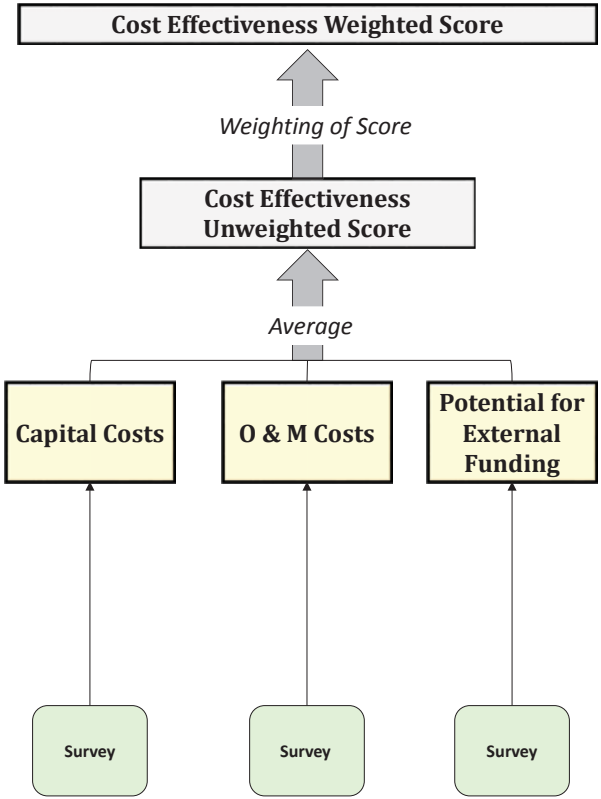 Cost Effectiveness Weighted Score
Weighting of Score
Cost Effectiveness
Unweighted Score
Average
Capital Costs
O & M Costs
Potential for
External
Funding
Survey
Survey
Survey